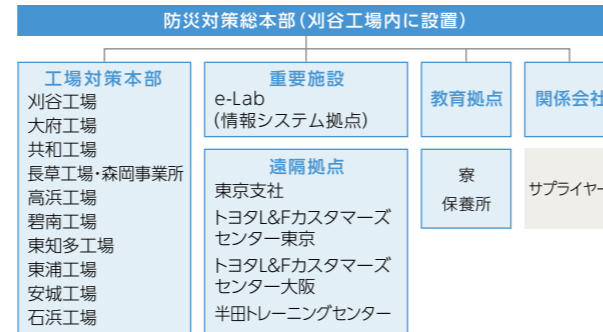 防災対策総本部(刈谷工場内に設置)
工場対策本部
刈谷工場
大府工場
共和工場
長草工場・森岡事業所
高浜工場
碧南工場
東知多工場
東浦工場
安城工場
石浜工場
重要施設
e-Lab
(情報システム拠点)
遠隔拠点
東京支社
トヨタL&Fカスタマーズ
センター東京
トヨタL&Fカスタマーズ
センター大阪
半田トレーニングセンター
教育拠点
寮
保養所
関係会社
サプライヤー